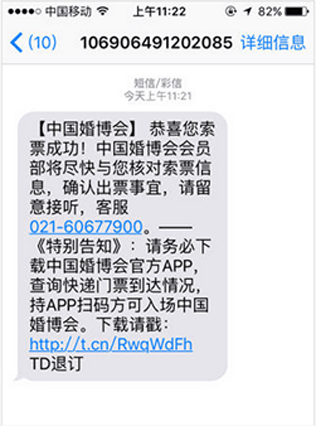 中国移动 上午11:22 82%
(10) 106906491202085 详细信息
短信/彩信
今天上午11:21
【中国婚博会】 恭喜您索
票成功！中国婚博会会员
部将尽快与您核对索票信
息，确认出票事宜，请留
意接听，客服
021-60677900。——
《特别告知》：请务必下
载中国婚博会官方APP，
查询快递门票到达情况，
持APP扫码方可入场中国
婚博会。下载请戳：
http://t.cn/RwqWdFh
TD退订